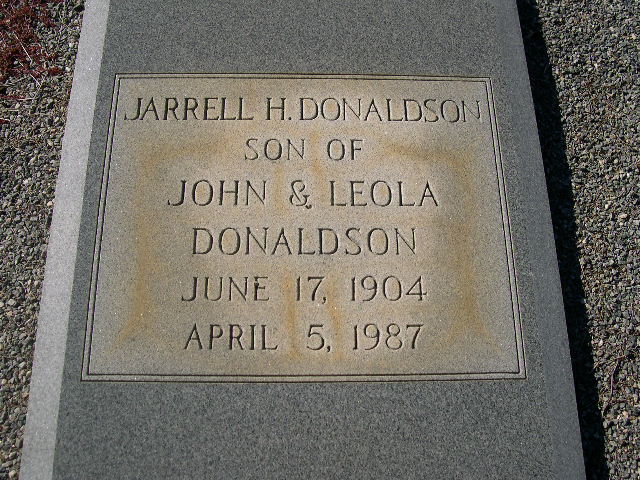 JARRELL H. DONALDSON
SON OF
JOHN & LEOLA
DONALDSON
JUNE 17, 1904
APRIL 5, 1987